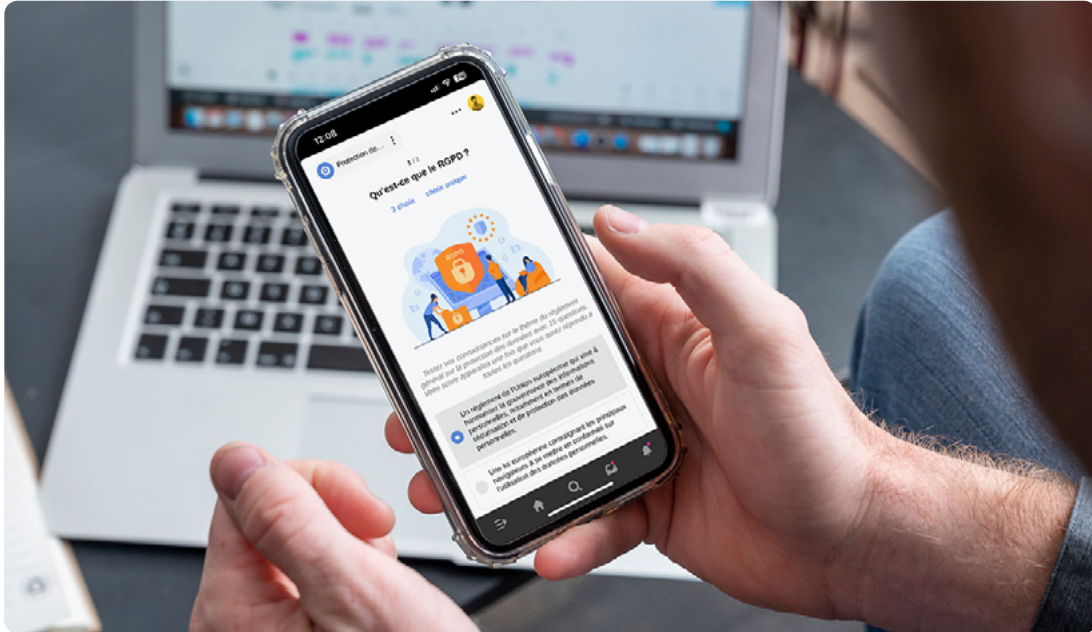 12:08
Protection de...
1 / 3
Qu'est-ce que le RGPD ?
3 choix choix unique
RGPD
Testez vos connaissances sur le thème du règlement
général sur la protection des données avec 15 questions.
Votre score apparaitra une fois que vous aurez répondu à
toutes les questions.
Un règlement de l'Union européenne qui vise à
harmoniser la gouvernance des informations
personnelles, notamment en termes de
sécurisation et de protection des données
personnelles.
Une loi européenne contraignant les principaux
navigateurs à se mettre en conformité sur
l'utilisation des données personnelles.